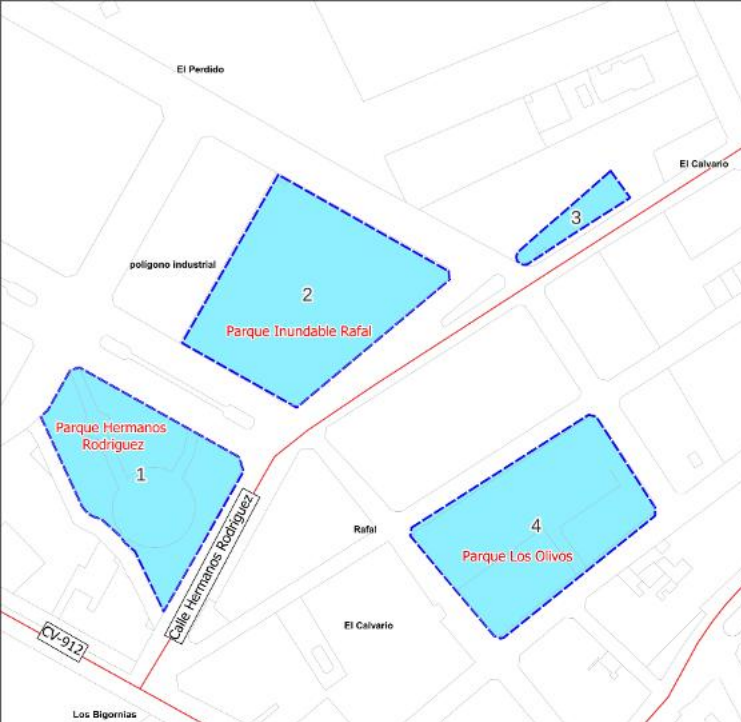 El Perdido
El Calvario
3
polígono industrial
2
Parque Inundable Rafal
Parque Hermanos
Rodriguez
1
Calle Hermanos Rodriguez
Rafal
4
Parque Los Olivos
El Calvario
CV-912
Los Bigornias